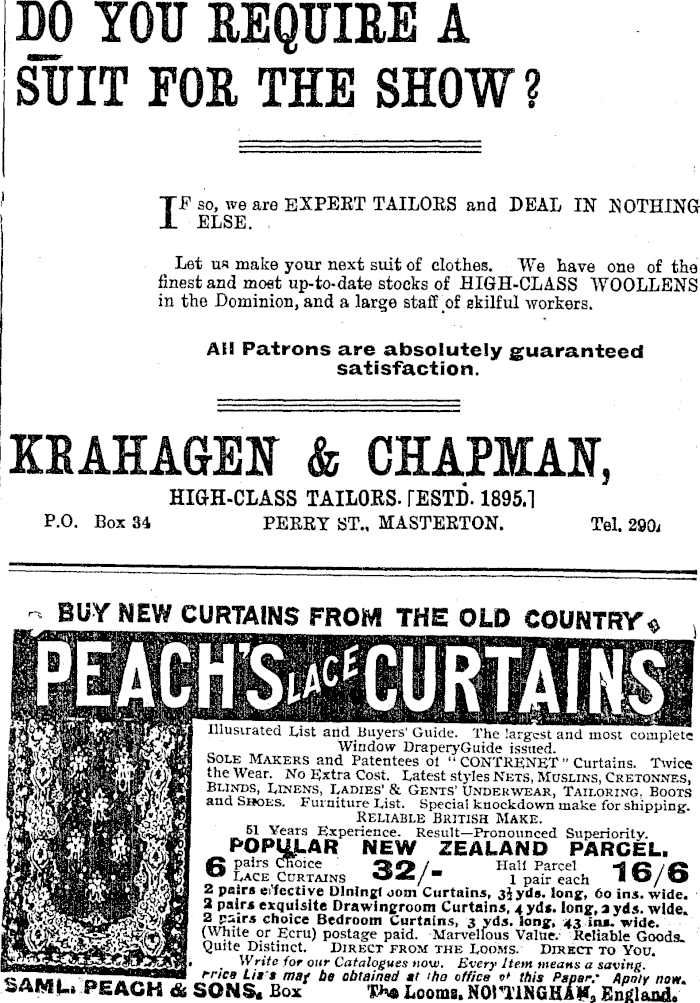 DO YOU REQUIRE A
SUIT FOR THE SHOW?
IF so, we are EXPERT TAILORS and DEAL IN NOTHING
ELSE.
Let us make your next suit of clothes. We have one of the
finest and most up-to-date stocks of HIGH-CLASS WOOLLENS
in the Dominion, and a large staff of skilful workers.
All Patrons are absolutely guaranteed
satisfaction.
KRAHAGEN & CHAPMAN,
HIGH-CLASS TAILORS. [ESTD. 1895.]
P.O. Box 34 PERRY ST., MASTERTON. Tel. 290.
BUY NEW CURTAINS FROM THE OLD COUNTRY
PEACH'S LACE CURTAINS
Illustrated List and Buyers' Guide. The largest and most complete
Window Drapery Guide issued.
SOLE MAKERS and Patentees of "CONTRENET" Curtains. Twice
the Wear. No Extra Cost. Latest styles NETS, MUSLINS, CRETONNES,
BLINDS, LINENS, LADIES' & GENTS' UNDERWEAR, TAILORING, BOOTS
and SHOES. Furniture List. Special knockdown make for shipping.
RELIABLE BRITISH MAKE.
51 Years Experience. Result—Pronounced Superiority.
POPULAR NEW ZEALAND PARCEL.
6 pairs Choice LACE CURTAINS 32/- Half Parcel 1 pair each 16/6
2 pairs effective Diningroom Curtains, 3½ yds. long, 60 ins. wide.
2 pairs exquisite Drawingroom Curtains, 4 yds. long, 2 yds. wide.
2 pairs choice Bedroom Curtains, 3 yds. long, 43 ins. wide.
(White or Ecru) postage paid. Marvellous Value. Reliable Goods.
Quite Distinct. DIRECT FROM THE LOOMS. DIRECT TO YOU.
Write for our Catalogues now. Every Item means a saving.
Price Lists may be obtained at the office of this Paper: Apply now.
SAML. PEACH & SONS, Box The Looms, NOTTINGHAM, England.